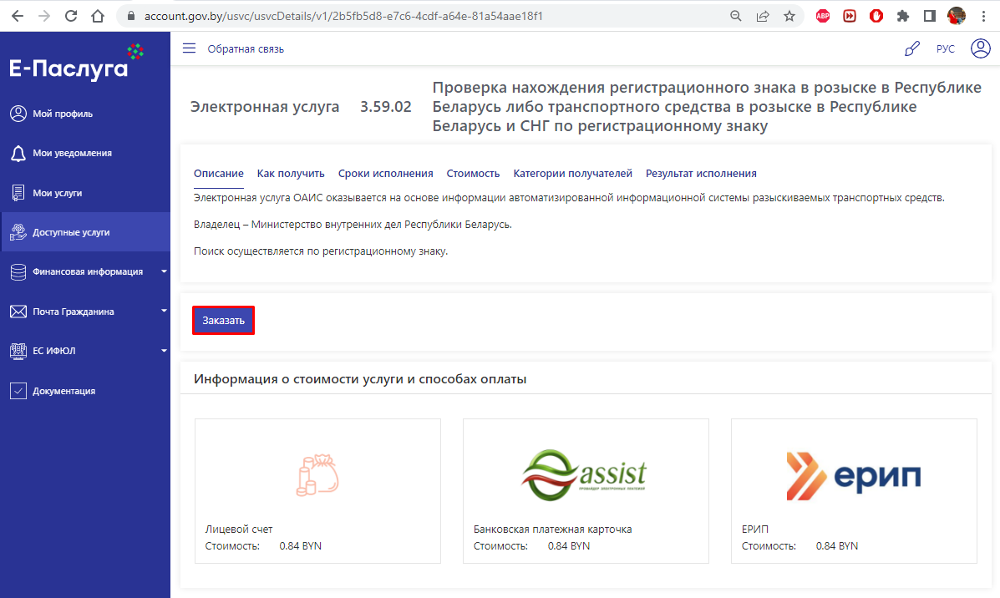 account.gov.by/usvc/usvcDetails/v1/2b5fb5d8-e7c6-4cdf-a64e-81a54aae18f1
ABP
Е-Паслуга
Обратная связь
РУС
Мой профиль
Мои уведомления
Мои услуги
Доступные услуги
Финансовая информация
Почта Гражданина
ЕС ИФЮЛ
Документация
Электронная услуга 3.59.02
Проверка нахождения регистрационного знака в розыске в Республике
Беларусь либо транспортного средства в розыске в Республике
Беларусь и СНГ по регистрационному знаку
Описание Как получить Сроки исполнения Стоимость Категории получателей Результат исполнения
Электронная услуга ОАИС оказывается на основе информации автоматизированной информационной системы разыскиваемых транспортных средств.
Владелец – Министерство внутренних дел Республики Беларусь.
Поиск осуществляется по регистрационному знаку.
Заказать
Информация о стоимости услуги и способах оплаты
assist
провайдер электронных платежей
ерип
Лицевой счет
Стоимость: 0.84 BYN
Банковская платежная карточка
Стоимость: 0.84 BYN
ЕРИП
Стоимость: 0.84 BYN